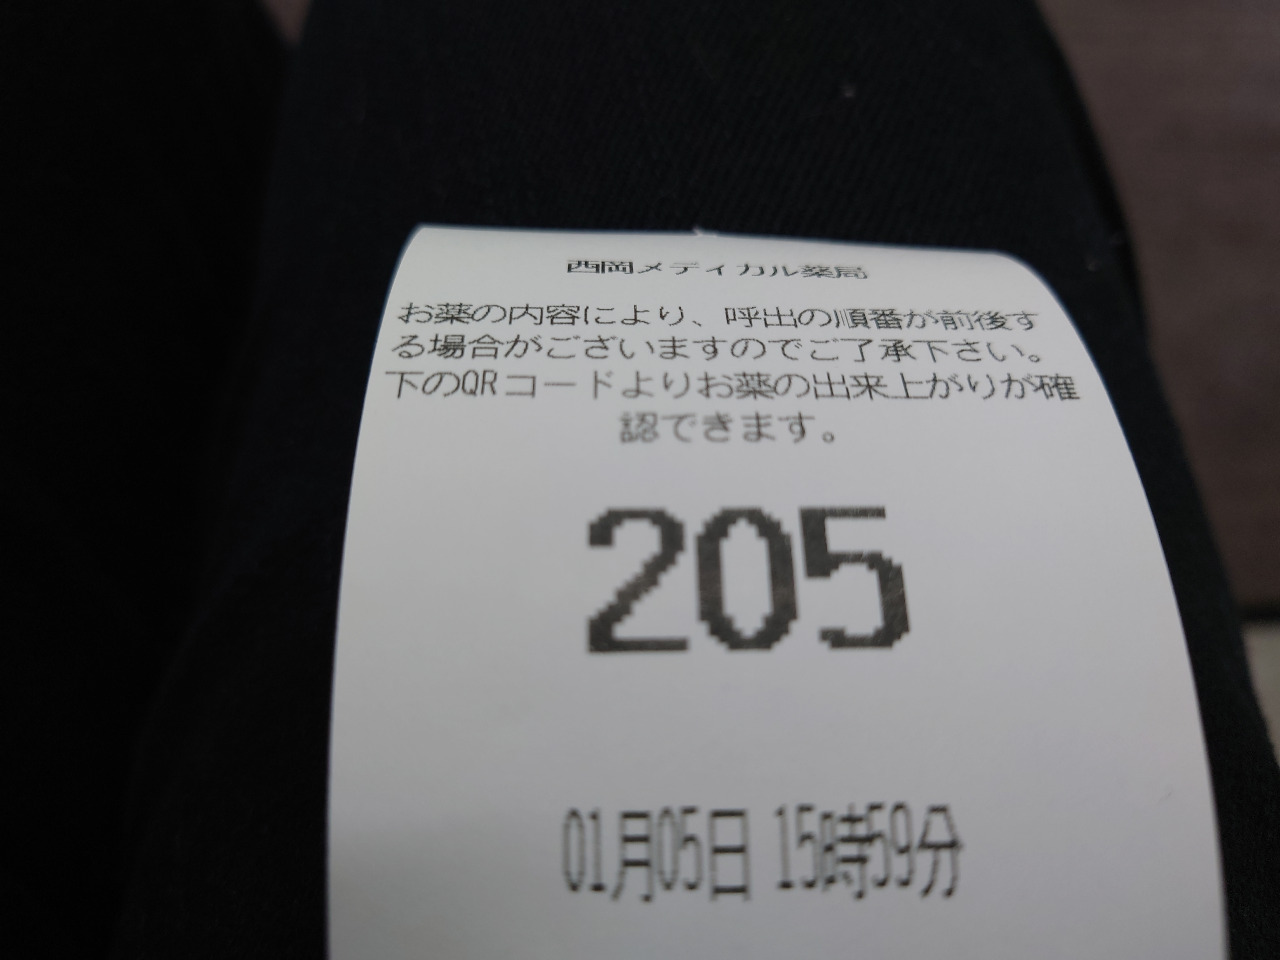 西岡メディカル薬局
お薬の内容により、呼出の順番が前後す
る場合がございますのでご了承下さい。
下のQRコードよりお薬の出来上がりが確
認できます。
205
01月05日 15時59分